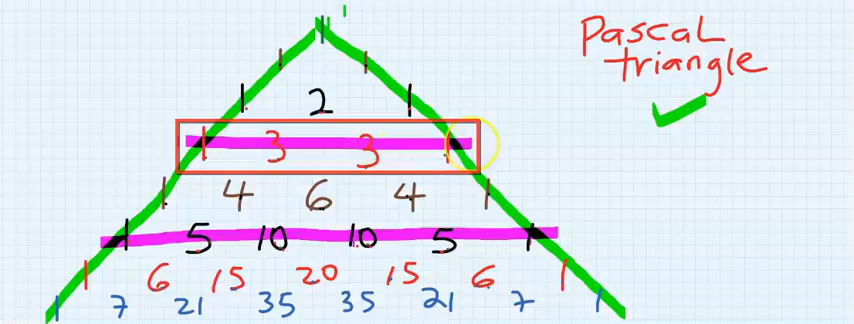 1
Pascal
triangle
1 1
1 2 1
1 3 3 1
1 4 6 4 1
1 5 10 10 5 1
1 6 15 20 15 6 1
1 7 21 35 35 21 7 1